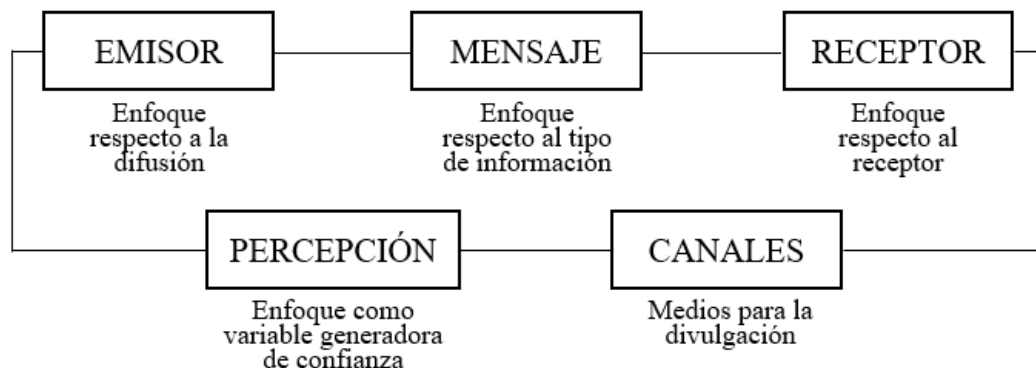 EMISOR
MENSAJE
RECEPTOR
Enfoque
respecto a la
difusión
Enfoque
respecto al tipo
de información
Enfoque
respecto al
receptor
PERCEPCIÓN
CANALES
Enfoque como
variable generadora
de confianza
Medios para la
divulgación